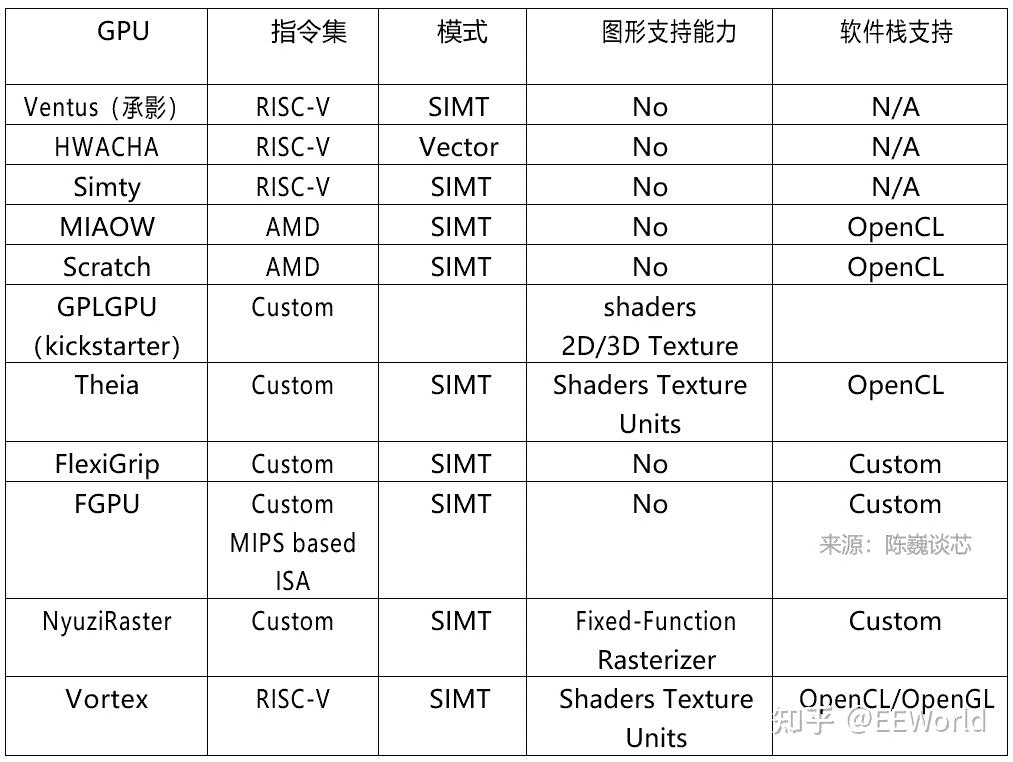 GPU 指令集 模式 图形支持能力 软件栈支持
Ventus（承影） RISC-V SIMT No N/A
HWACHA RISC-V Vector No N/A
Simty RISC-V SIMT No N/A
MIAOW AMD SIMT No OpenCL
Scratch AMD SIMT No OpenCL
GPLGPU Custom shaders
（kickstarter） 2D/3D Texture
Theia Custom SIMT Shaders Texture OpenCL
Units
FlexiGrip Custom SIMT No Custom
FGPU Custom SIMT No Custom
MIPS based 来源：陈巍谈芯
ISA
NyuziRaster Custom SIMT Fixed-Function Custom
Rasterizer
Vortex RISC-V SIMT Shaders Texture OpenCL/OpenGL
Units 知乎 @EEWorld